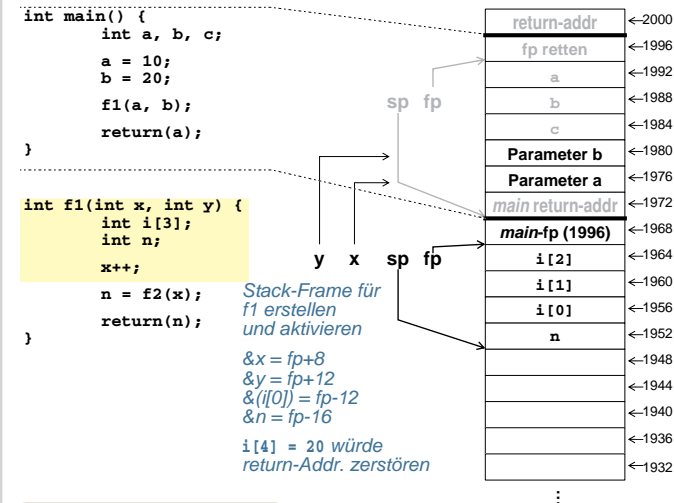 int main() {
int a, b, c;
a = 10;
b = 20;
f1(a, b);
return(a);
}
int f1(int x, int y) {
int i[3];
int n;
x++;
n = f2(x);
return(n);
}
sp fp
y x sp fp
Stack-Frame für
f1 erstellen
und aktivieren
&x = fp+8
&y = fp+12
&(i[0]) = fp-12
&n = fp-16
i[4] = 20 würde
return-Addr. zerstören
return-addr ←2000
fp retten ←1996
a ←1992
b ←1988
c ←1984
Parameter b ←1980
Parameter a ←1976
main return-addr ←1972
main-fp (1996) ←1968
i[2] ←1964
i[1] ←1960
i[0] ←1956
n ←1952
←1948
←1944
←1940
←1936
←1932
⋮